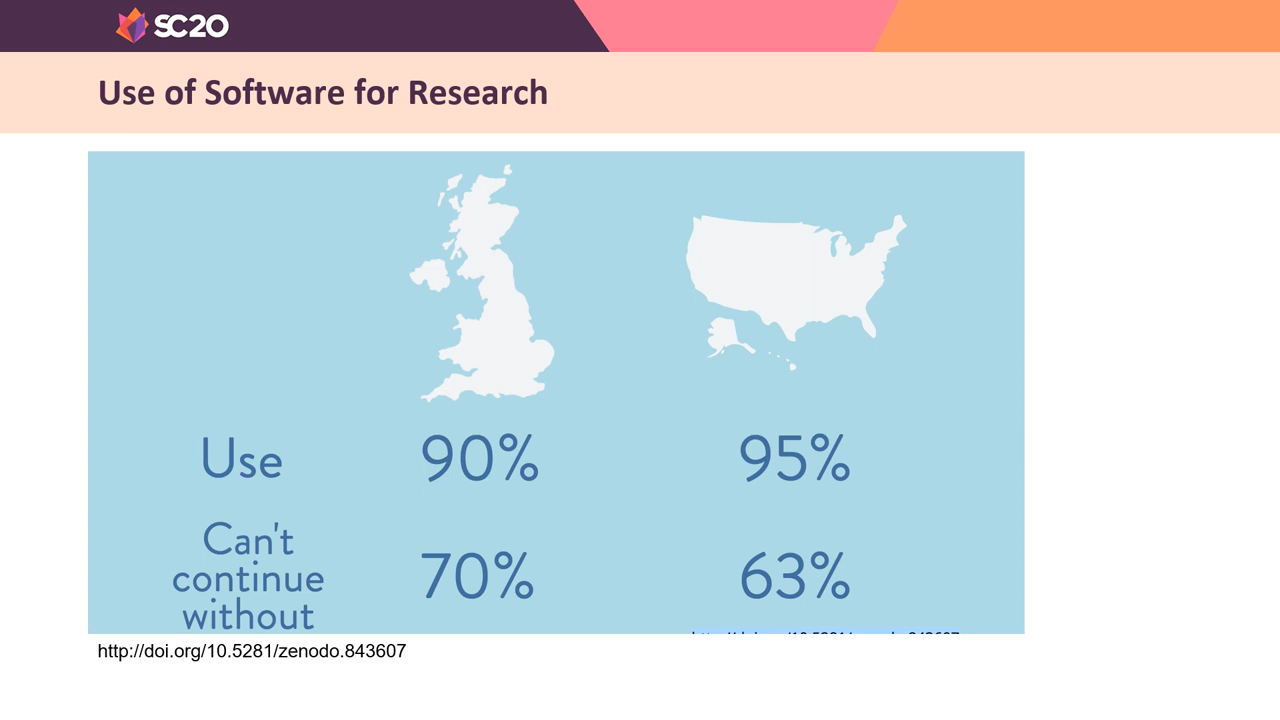 SC20
Use of Software for Research
Use 90% 95%
Can't
continue
without
70% 63%
http://doi.org/10.5281/zenodo.843607